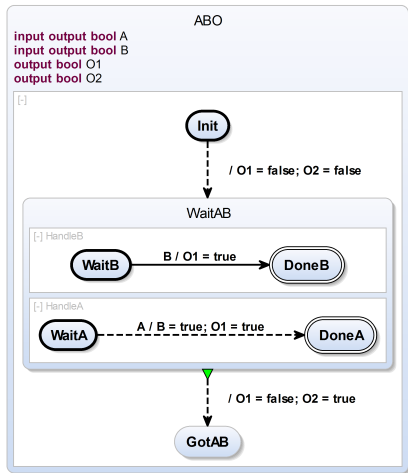 ABO
input output bool A
input output bool B
output bool O1
output bool O2
[-]
Init
/ O1 = false; O2 = false
WaitAB
[-] HandleB
WaitB
B / O1 = true
DoneB
[-] HandleA
WaitA
A / B = true; O1 = true
DoneA
/ O1 = false; O2 = true
GotAB